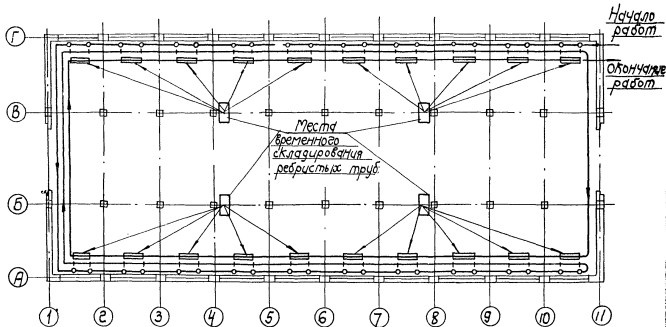 Г
Начало
работ
Окончание
работ
В
Места
временного
складирования
ребристых труб.
Б
А
1 2 3 4 5 6 7 8 9 10 11